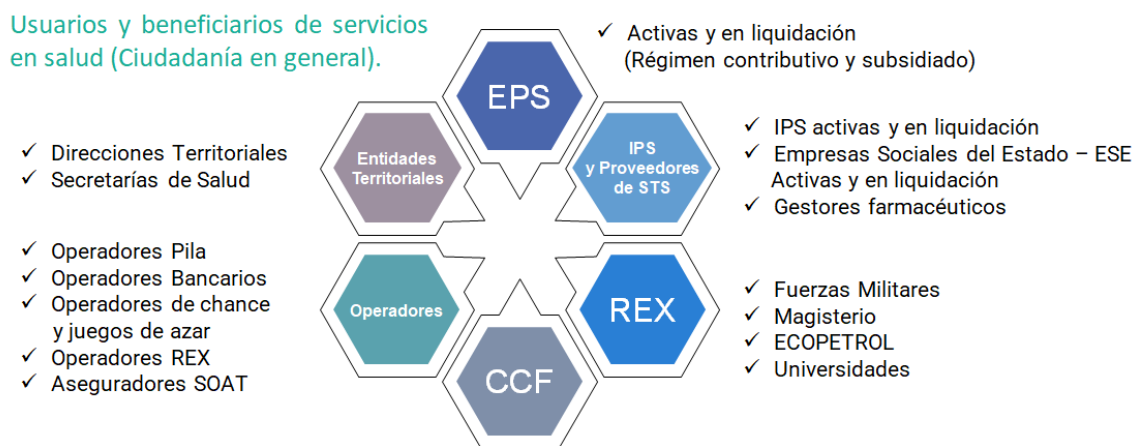 Usuarios y beneficiarios de servicios
en salud (Ciudadanía en general).
EPS
✓ Activas y en liquidación
(Régimen contributivo y subsidiado)
Entidades
Territoriales
✓ Direcciones Territoriales
✓ Secretarías de Salud
IPS
y Proveedores
de STS
✓ IPS activas y en liquidación
✓ Empresas Sociales del Estado – ESE
Activas y en liquidación
✓ Gestores farmacéuticos
Operadores
✓ Operadores Pila
✓ Operadores Bancarios
✓ Operadores de chance
y juegos de azar
✓ Operadores REX
✓ Aseguradores SOAT
REX
✓ Fuerzas Militares
✓ Magisterio
✓ ECOPETROL
✓ Universidades
CCF